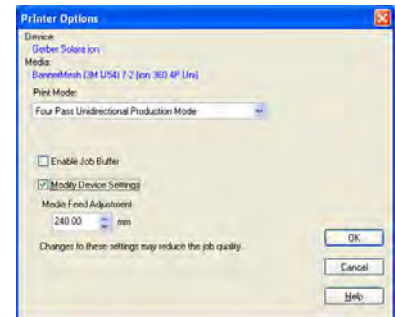 Printer Options
Device:
Gerber Solara ion
Media:
BannerMesh (3M US4) 7-2 [ion 360 4P Uni]
Print Mode:
Four Pass Unidirectional Production Mode
Enable Job Buffer
Modify Device Settings
Media Feed Adjustment
240.00 mm
Changes to these settings may reduce the job quality.
OK
Cancel
Help